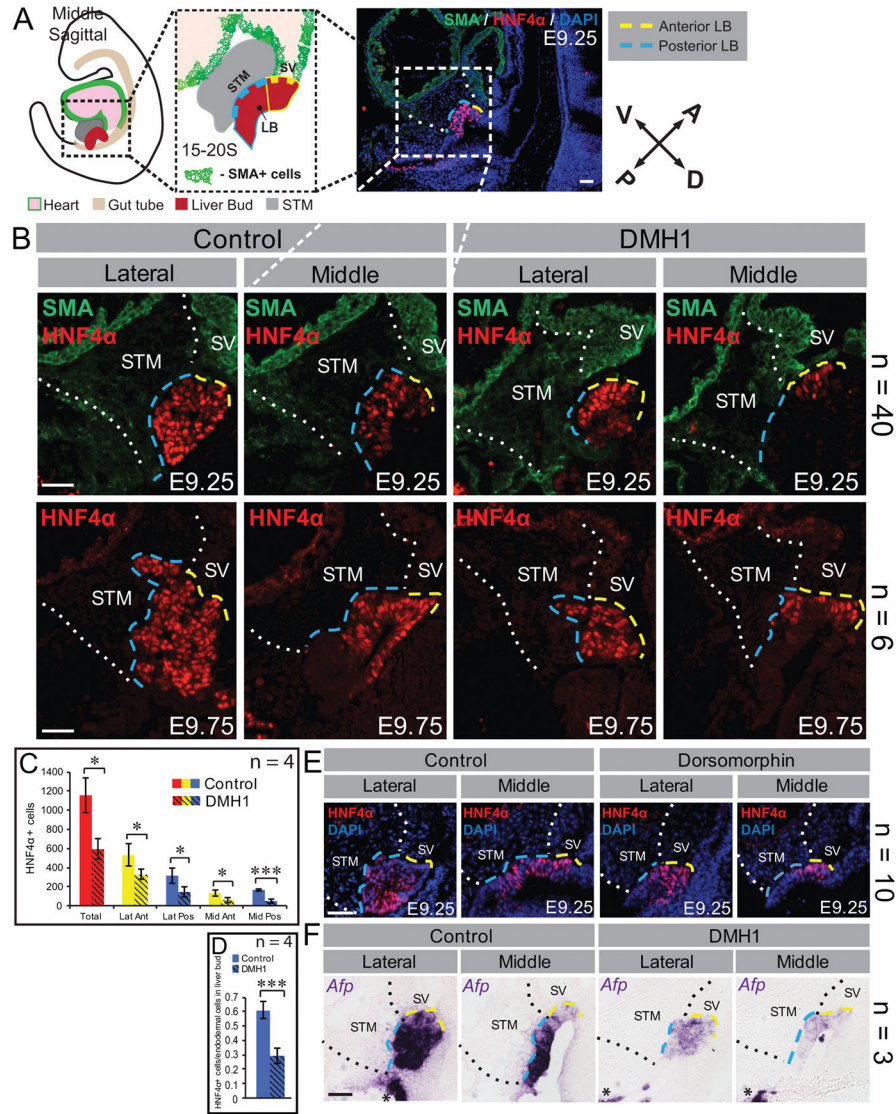 A
Middle
Sagittal
STM
SV
LB
15-20S
- SMA+ cells
Heart
Gut tube
Liver Bud
STM
SMA / HNF4α / DAPI
E9.25
Anterior LB
Posterior LB
V
A
P
D
B
Control
DMH1
Lateral
Middle
Lateral
Middle
SMA
HNF4α
STM
SV
E9.25
SMA
HNF4α
STM
SV
E9.25
SMA
HNF4α
STM
SV
E9.25
SMA
HNF4α
STM
SV
E9.25
n = 40
HNF4α
STM
SV
E9.75
HNF4α
STM
SV
E9.75
HNF4α
STM
SV
E9.75
HNF4α
STM
SV
E9.75
n = 6
C
n = 4
HNF4α+ cells
1400
1200
1000
800
600
400
200
0
*
*
*
*
***
Control
DMH1
Total
Lat Ant
Lat Pos
Mid Ant
Mid Pos
D
n = 4
Control
DMH1
***
HNF4α⁺ cells/endodermal cells in liver bud
0.7
0.6
0.5
0.4
0.3
0.2
0.1
0
E
Control
Dorsomorphin
Lateral
Middle
Lateral
Middle
HNF4α
DAPI
STM
SV
E9.25
HNF4α
DAPI
STM
SV
E9.25
HNF4α
DAPI
STM
SV
E9.25
HNF4α
DAPI
STM
SV
E9.25
n = 10
F
Control
DMH1
Lateral
Middle
Lateral
Middle
Afp
STM
SV
*
Afp
STM
SV
Afp
STM
SV
*
Afp
STM
SV
*
n = 3